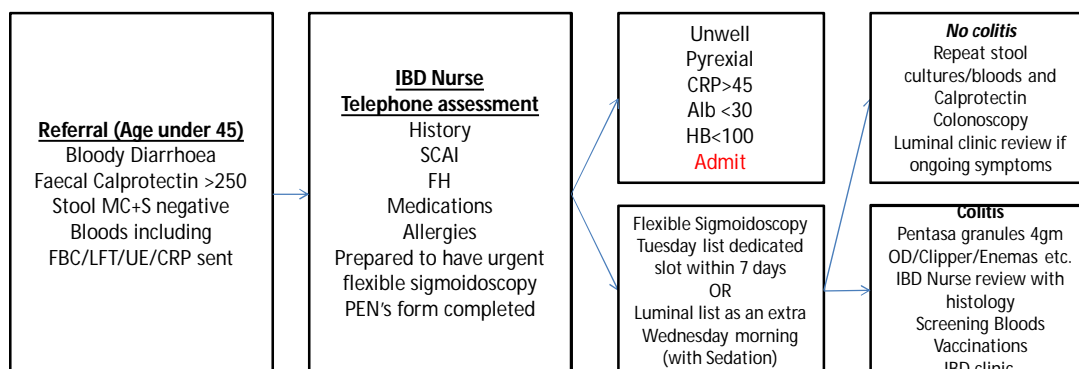 Referral (Age under 45)
Bloody Diarrhoea
Faecal Calprotectin >250
Stool MC+S negative
Bloods including
FBC/LFT/UE/CRP sent
IBD Nurse
Telephone assessment
History
SCAI
FH
Medications
Allergies
Prepared to have urgent
flexible sigmoidoscopy
PEN's form completed
Unwell
Pyrexial
CRP>45
Alb <30
HB<100
Admit
Flexible Sigmoidoscopy
Tuesday list dedicated
slot within 7 days
OR
Luminal list as an extra
Wednesday morning
(with Sedation)
No colitis
Repeat stool
cultures/bloods and
Calprotectin
Colonoscopy
Luminal clinic review if
ongoing symptoms
Colitis
Pentasa granules 4gm
OD/Clipper/Enemas etc.
IBD Nurse review with
histology
Screening Bloods
Vaccinations
IBD clinic